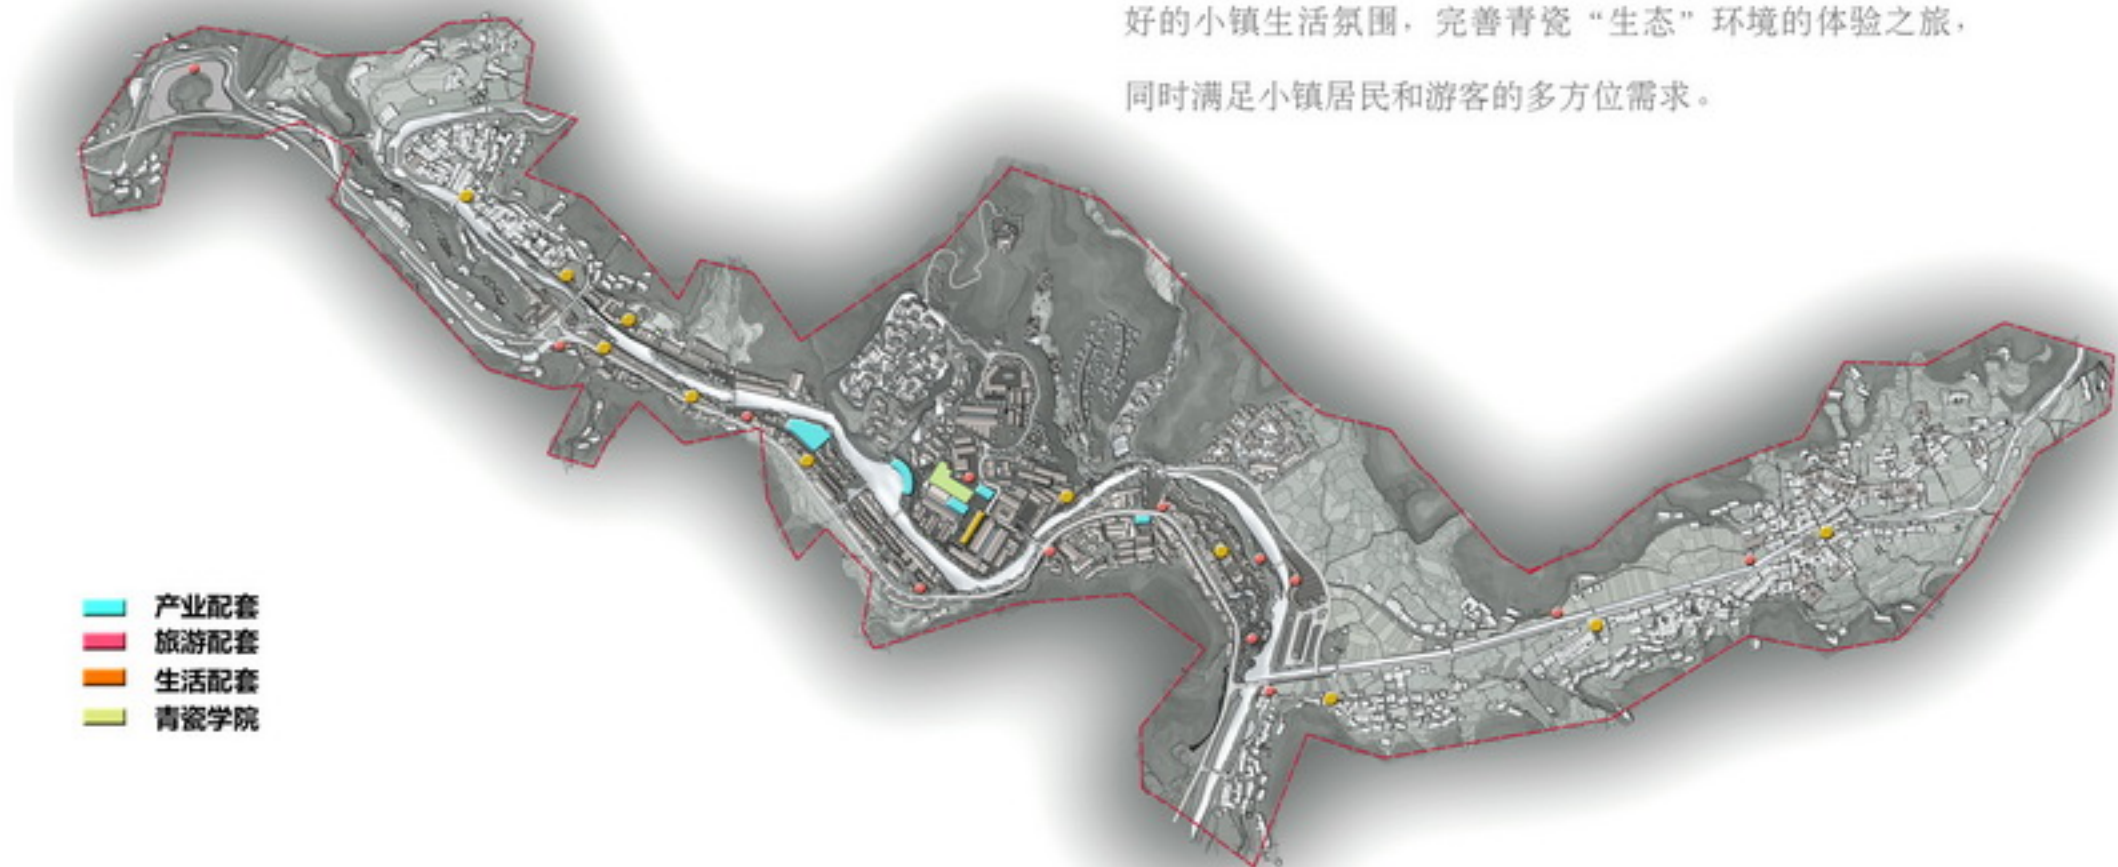 好的小镇生活氛围，完善青瓷“生态”环境的体验之旅，
同时满足小镇居民和游客的多方位需求。
产业配套
旅游配套
生活配套
青瓷学院